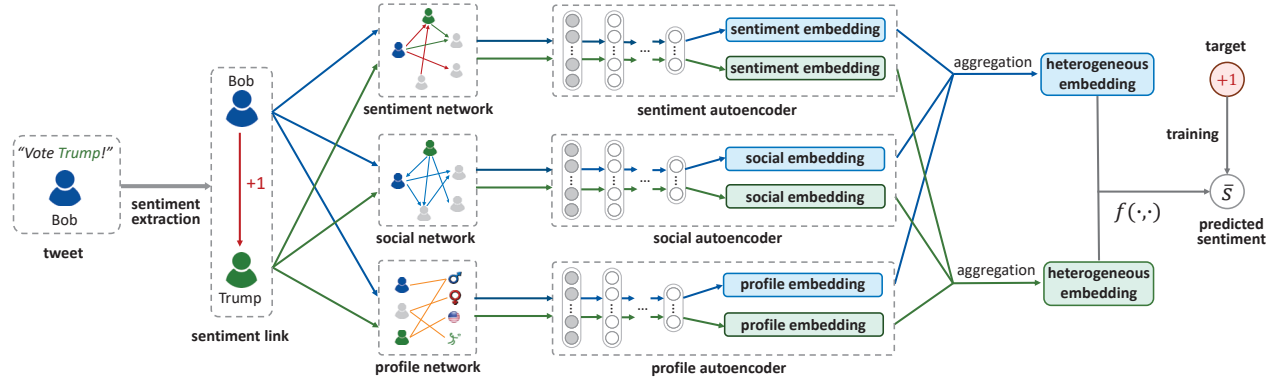 “Vote Trump!”
Bob
tweet
sentiment
extraction
Bob
+1
Trump
sentiment link
sentiment network
social network
profile network
...
sentiment embedding
sentiment embedding
sentiment autoencoder
...
social embedding
social embedding
social autoencoder
...
profile embedding
profile embedding
profile autoencoder
aggregation
heterogeneous
embedding
aggregation
heterogeneous
embedding
f(·,·)
target
+1
training
s̄
predicted
sentiment